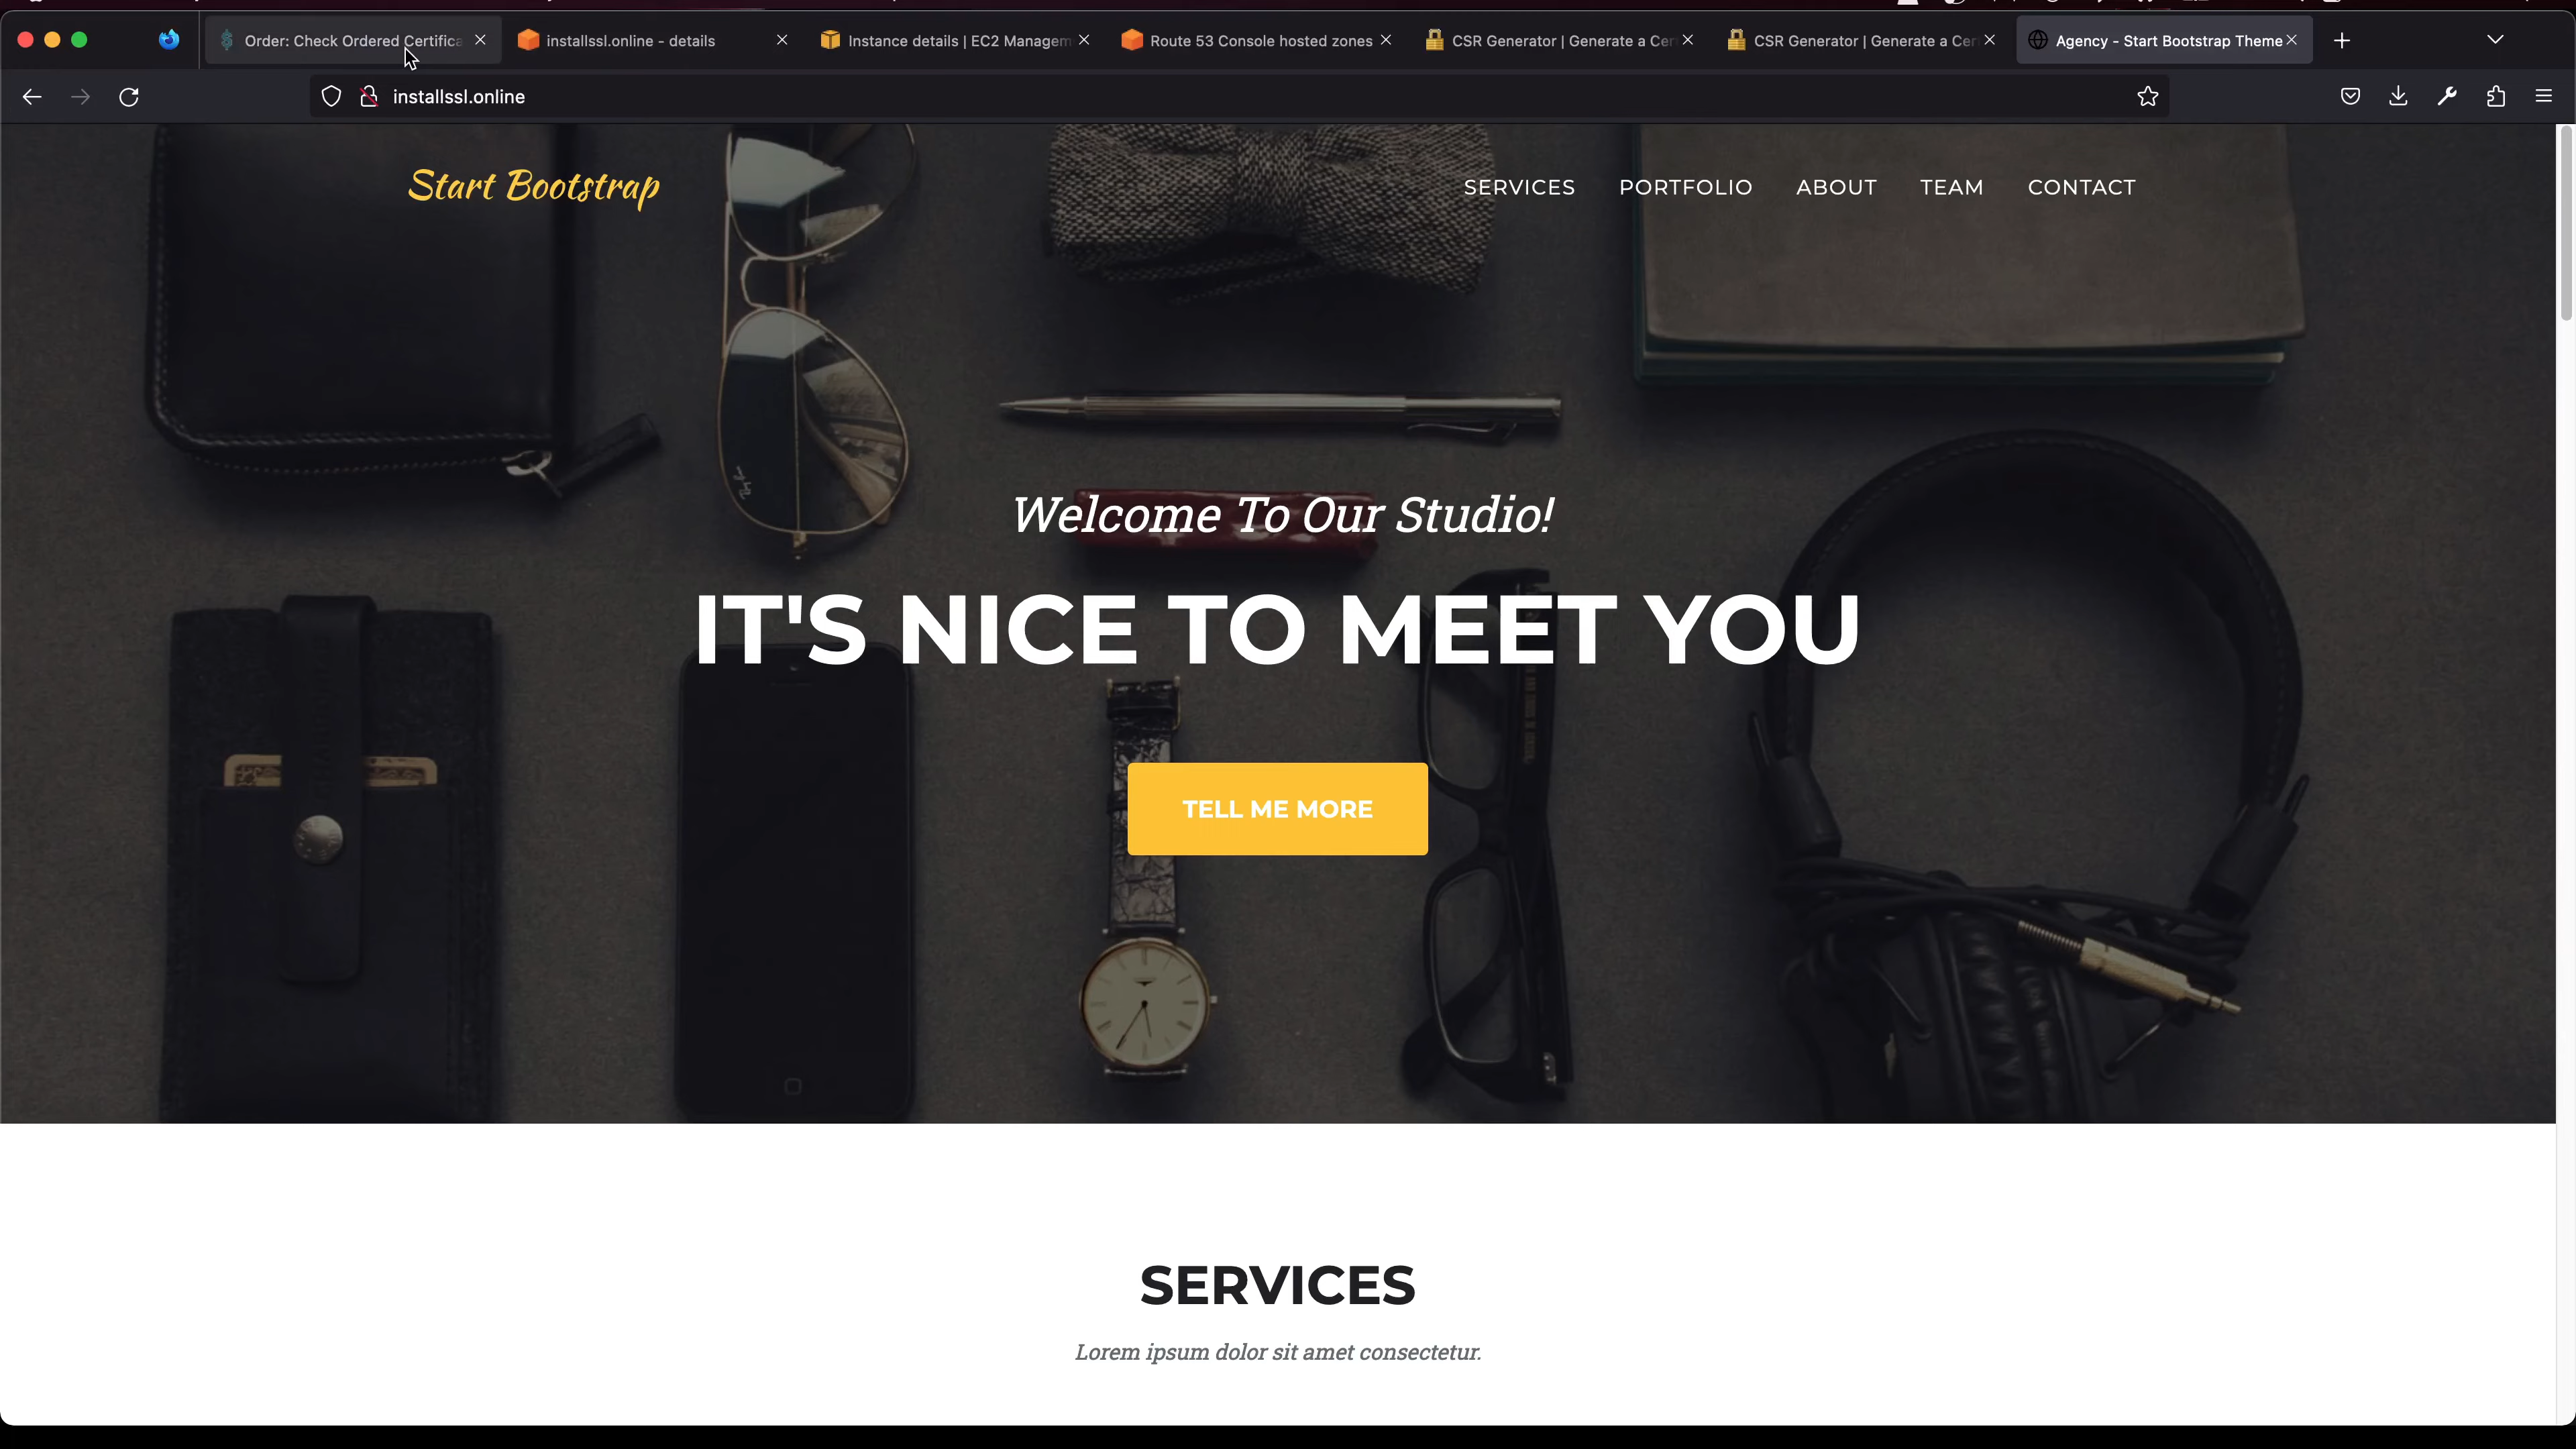 Order: Check Ordered Certifica
installssl.online - details
Instance details | EC2 Managem
Route 53 Console hosted zones
CSR Generator | Generate a Cer
CSR Generator | Generate a Cer
Agency - Start Bootstrap Theme
installssl.online
Start Bootstrap
SERVICES PORTFOLIO ABOUT TEAM CONTACT
Welcome To Our Studio!
IT'S NICE TO MEET YOU
TELL ME MORE
SERVICES
Lorem ipsum dolor sit amet consectetur.